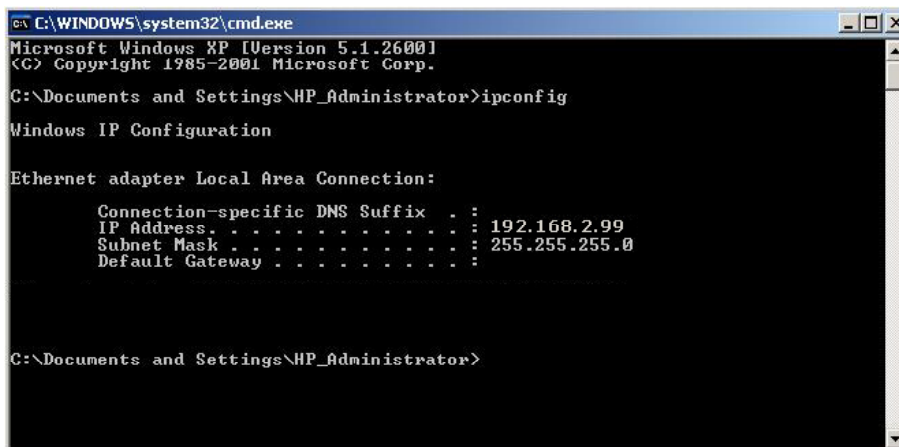 C:\WINDOWS\system32\cmd.exe
Microsoft Windows XP [Version 5.1.2600]
(C) Copyright 1985-2001 Microsoft Corp.
C:\Documents and Settings\HP_Administrator>ipconfig
Windows IP Configuration
Ethernet adapter Local Area Connection:
Connection-specific DNS Suffix . :
IP Address. . . . . . . . . . . . : 192.168.2.99
Subnet Mask . . . . . . . . . . . : 255.255.255.0
Default Gateway . . . . . . . . . :
C:\Documents and Settings\HP_Administrator>